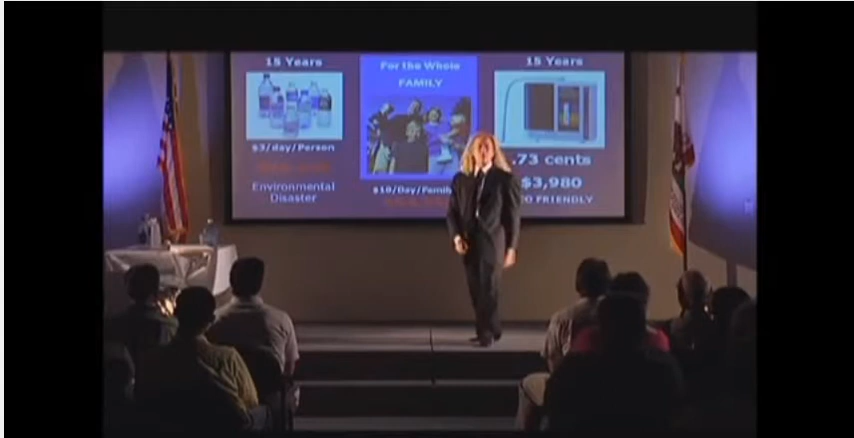 15 Years
$3/day/Person
Environmental
Disaster
For the Whole
FAMILY
$10/Day/Family
15 Years
.73 cents
$3,980
FRIENDLY